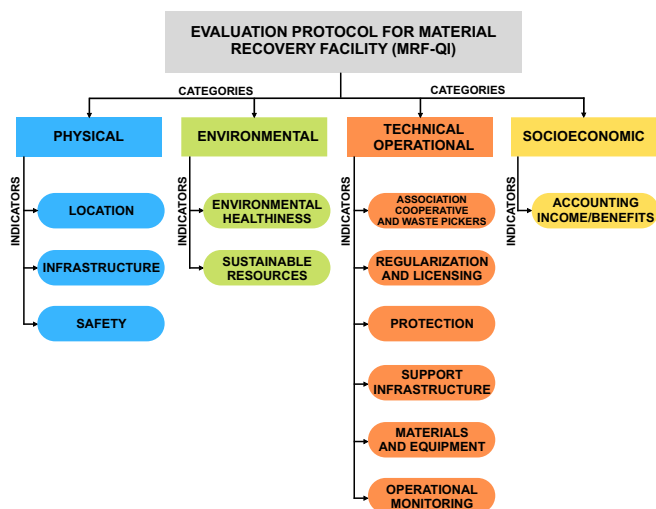 EVALUATION PROTOCOL FOR MATERIAL
RECOVERY FACILITY (MRF-QI)
CATEGORIES
CATEGORIES
PHYSICAL
ENVIRONMENTAL
TECHNICAL
OPERATIONAL
SOCIOECONOMIC
INDICATORS
LOCATION
INFRASTRUCTURE
SAFETY
INDICATORS
ENVIRONMENTAL
HEALTHINESS
SUSTAINABLE
RESOURCES
INDICATORS
ASSOCIATION
COOPERATIVE
AND WASTE PICKERS
REGULARIZATION
AND LICENSING
PROTECTION
SUPPORT
INFRASTRUCTURE
MATERIALS
AND EQUIPMENT
OPERATIONAL
MONITORING
INDICATORS
ACCOUNTING
INCOME/BENEFITS